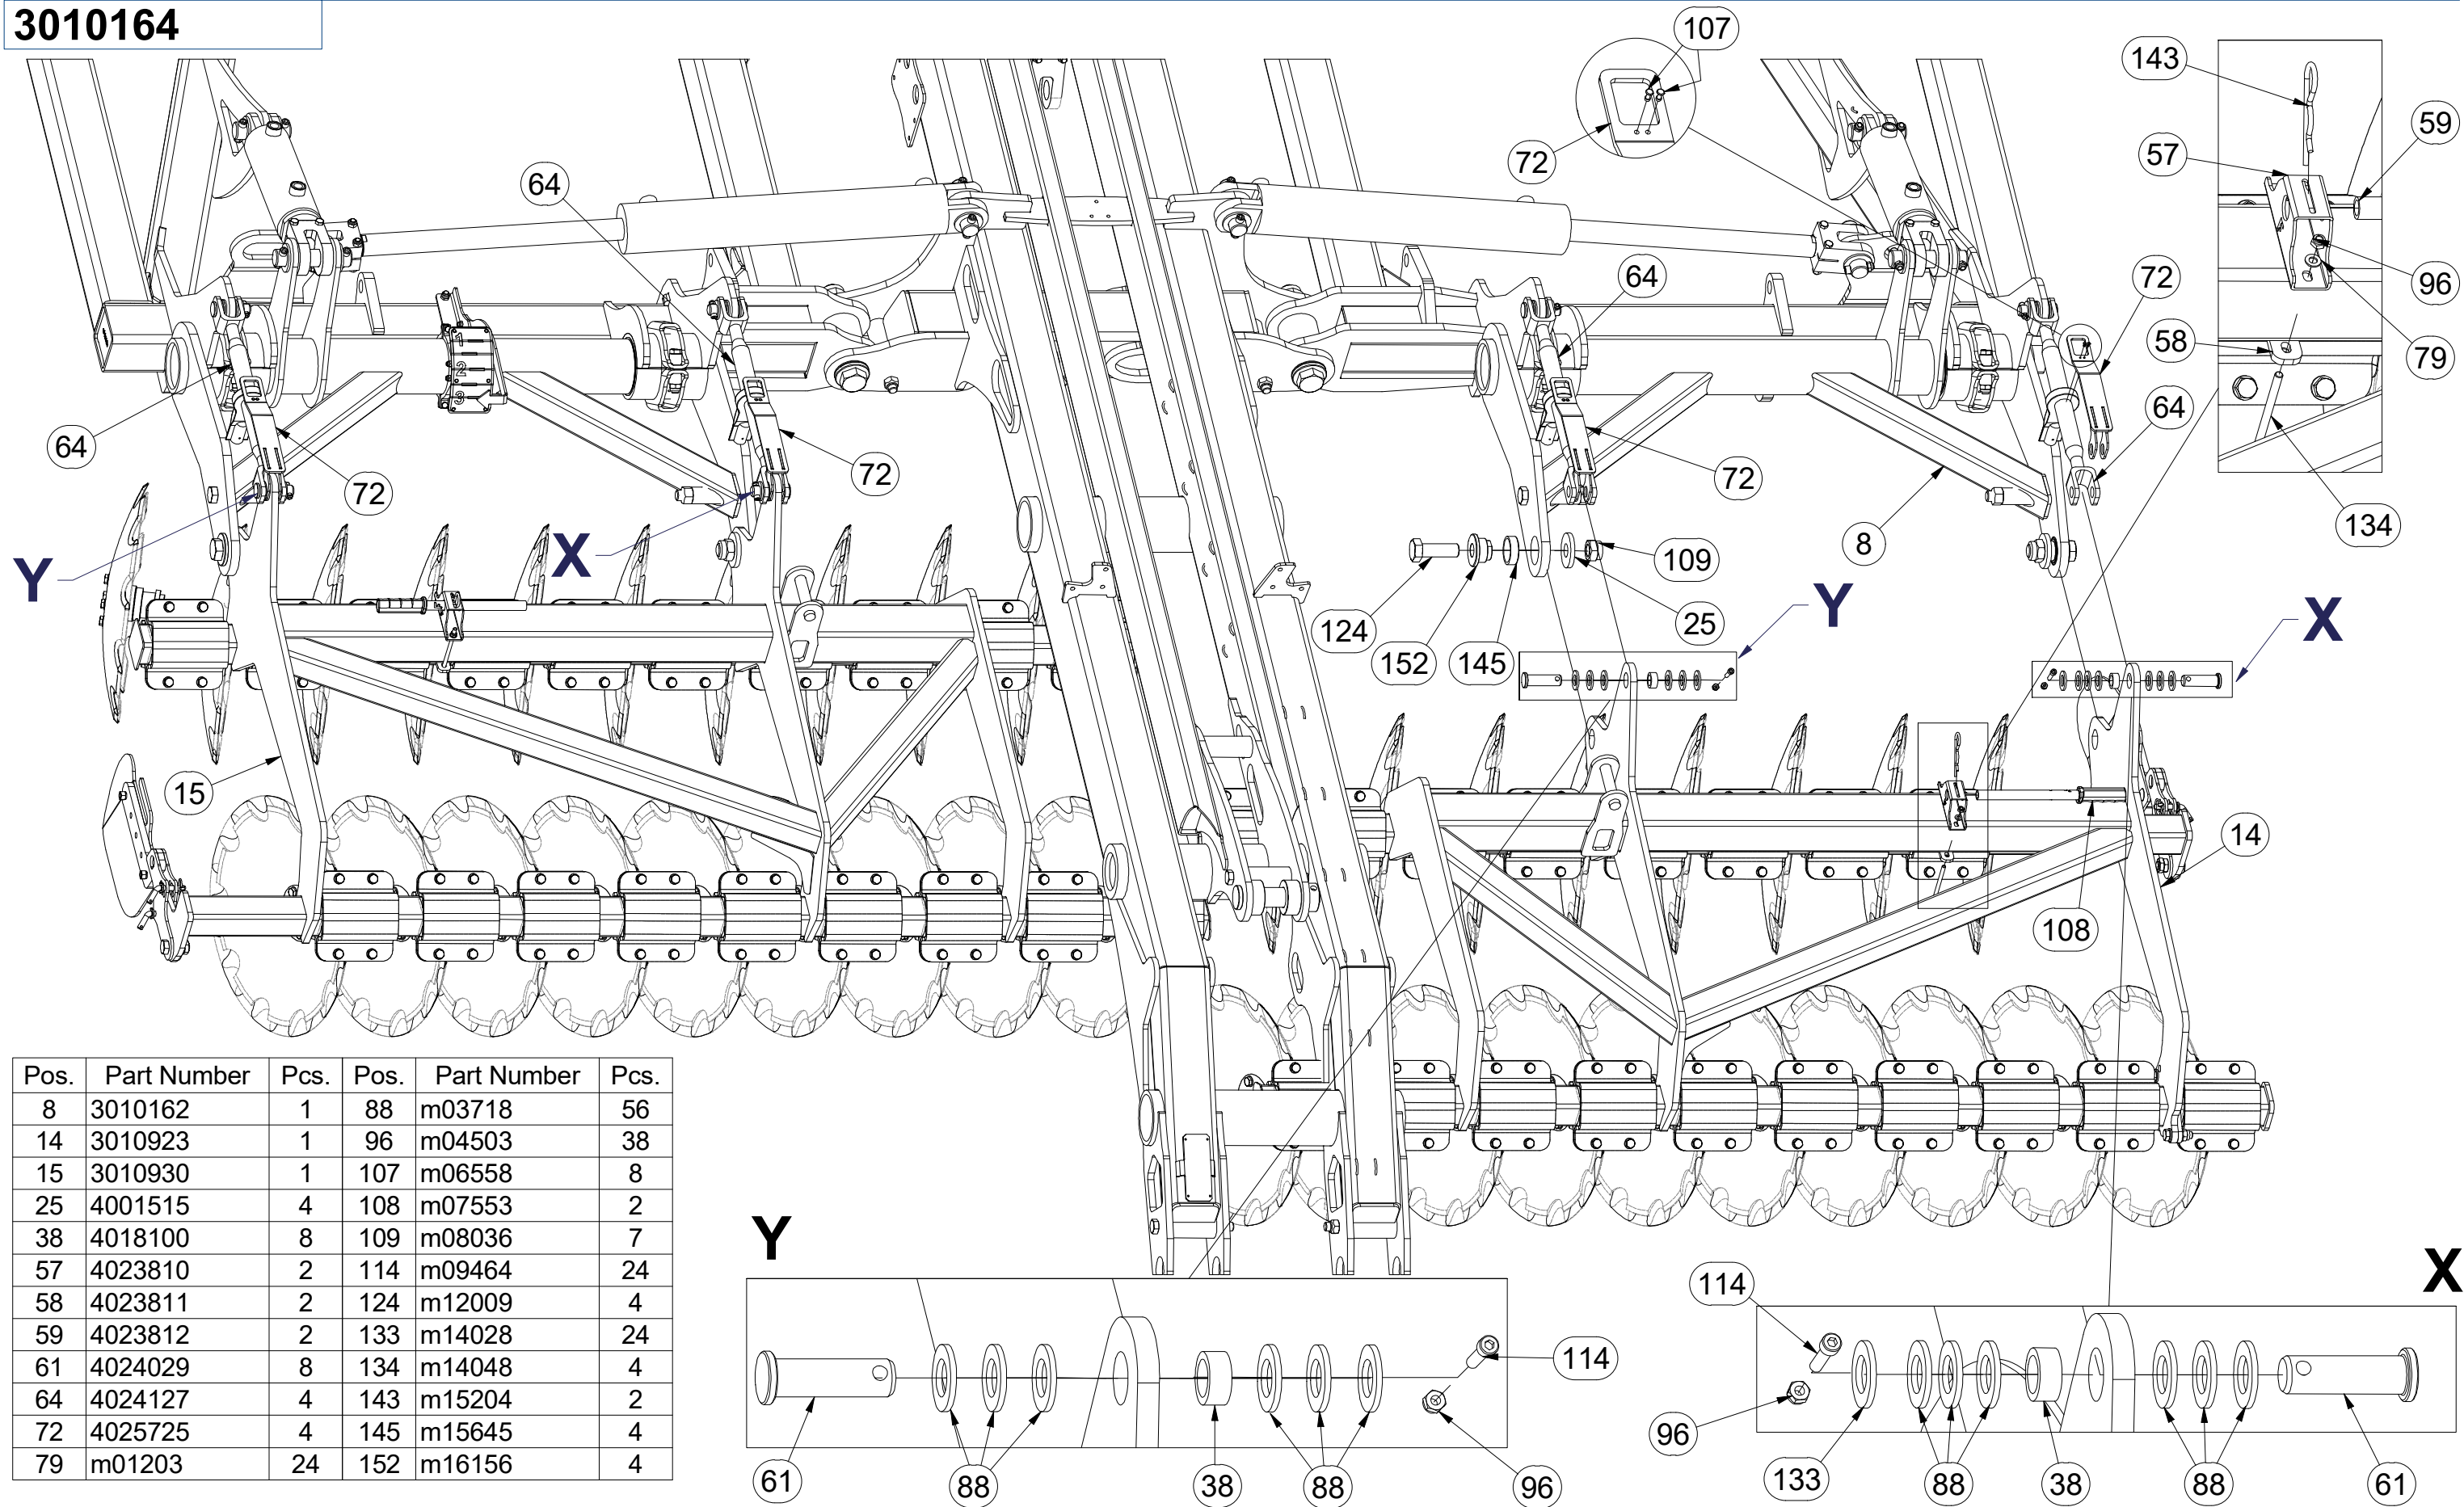 3010164
107
143
59
72
57
64
64
72
96
58
79
64
64
72
72
72
134
8
X
Y
109
124
25
Y
X
152
145
15
14
108
1
2
3
Pos. Part Number Pcs. Pos. Part Number Pcs.
8 3010162 1 88 m03718 56
14 3010923 1 96 m04503 38
15 3010930 1 107 m06558 8
25 4001515 4 108 m07553 2
38 4018100 8 109 m08036 7
57 4023810 2 114 m09464 24
58 4023811 2 124 m12009 4
59 4023812 2 133 m14028 24
61 4024029 8 134 m14048 4
64 4024127 4 143 m15204 2
72 4025725 4 145 m15645 4
79 m01203 24 152 m16156 4
Y
114
61
88
38
88
96
X
114
96
133
88
38
88
61